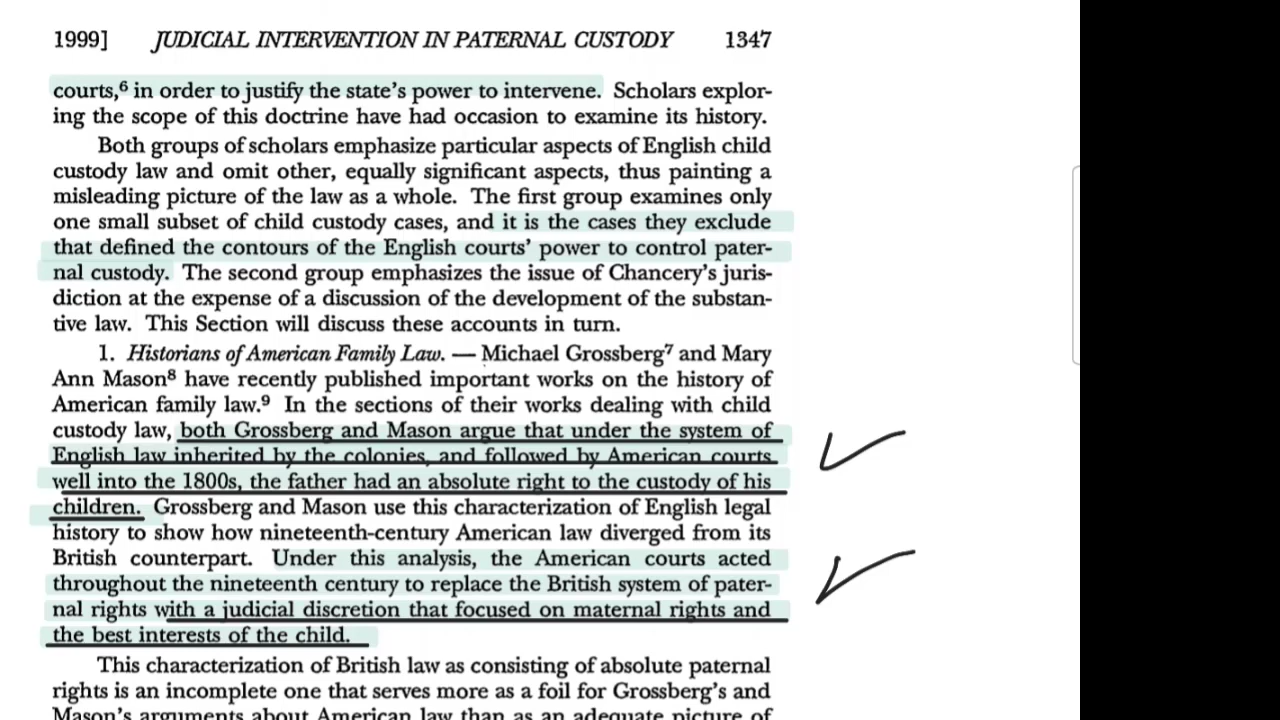 1999] JUDICIAL INTERVENTION IN PATERNAL CUSTODY 1347
courts,⁶ in order to justify the state's power to intervene. Scholars explor-
ing the scope of this doctrine have had occasion to examine its history.
Both groups of scholars emphasize particular aspects of English child
custody law and omit other, equally significant aspects, thus painting a
misleading picture of the law as a whole. The first group examines only
one small subset of child custody cases, and it is the cases they exclude
that defined the contours of the English courts' power to control pater-
nal custody. The second group emphasizes the issue of Chancery's juris-
diction at the expense of a discussion of the development of the substan-
tive law. This Section will discuss these accounts in turn.
1. Historians of American Family Law. — Michael Grossberg⁷ and Mary
Ann Mason⁸ have recently published important works on the history of
American family law.⁹ In the sections of their works dealing with child
custody law, both Grossberg and Mason argue that under the system of
English law inherited by the colonies, and followed by American courts
well into the 1800s, the father had an absolute right to the custody of his
children. Grossberg and Mason use this characterization of English legal
history to show how nineteenth-century American law diverged from its
British counterpart. Under this analysis, the American courts acted
throughout the nineteenth century to replace the British system of pater-
nal rights with a judicial discretion that focused on maternal rights and
the best interests of the child.
This characterization of British law as consisting of absolute paternal
rights is an incomplete one that serves more as a foil for Grossberg's and
Mason's arguments about American law than as an adequate picture of